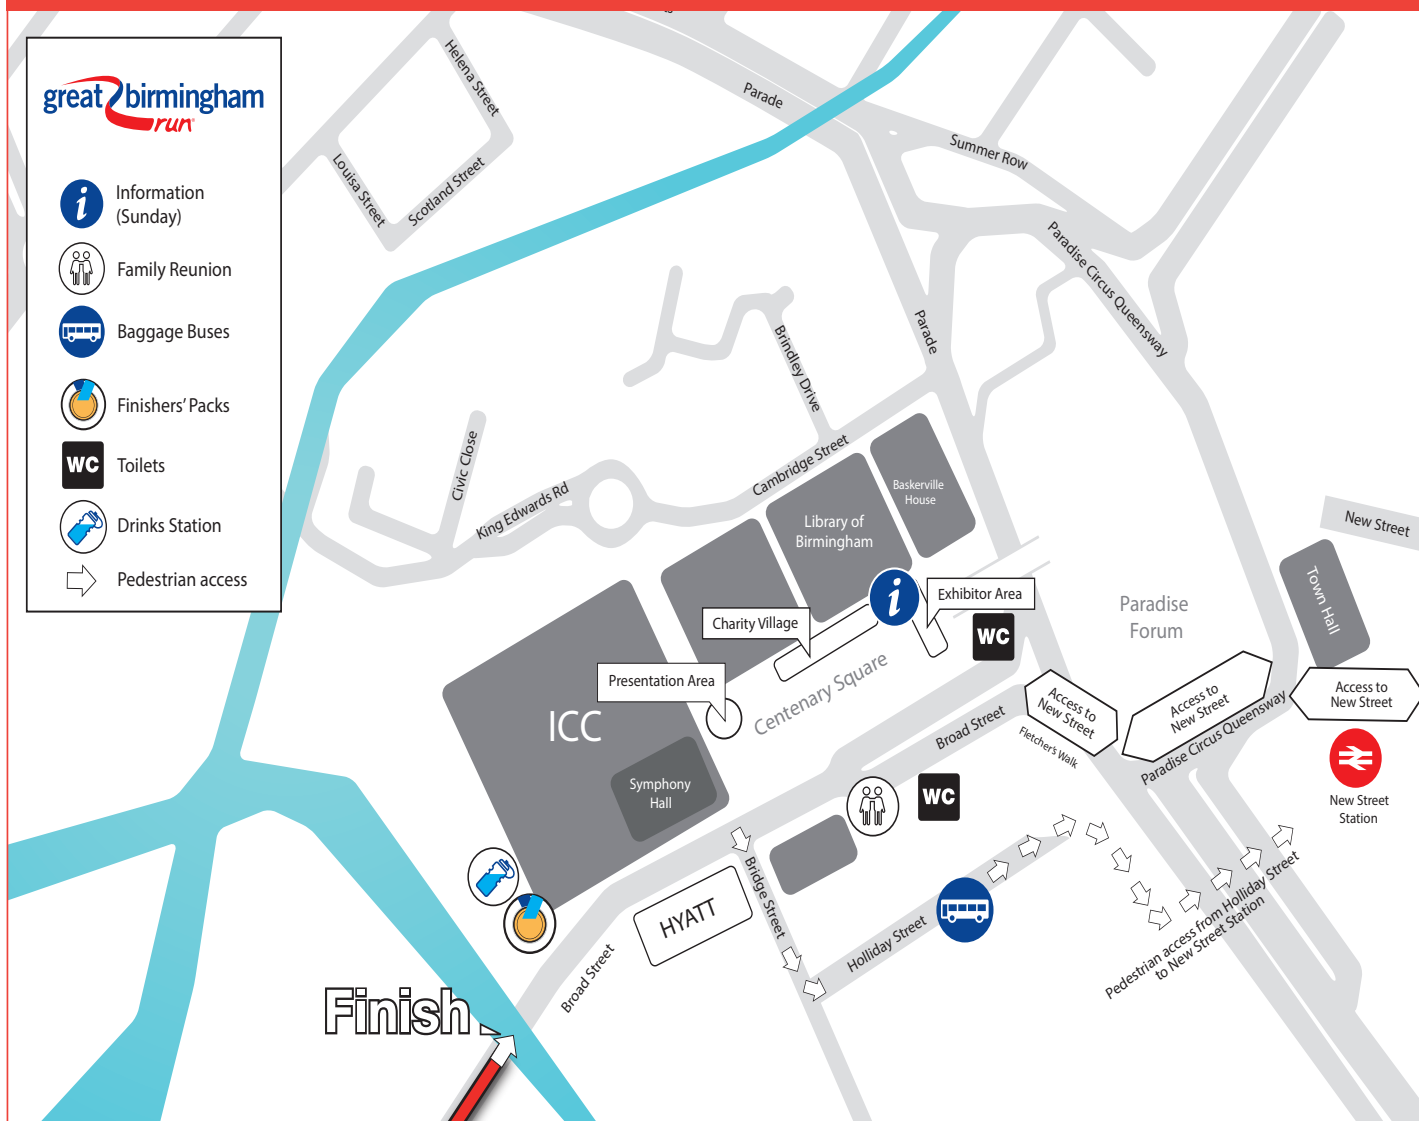 great birmingham
run
Information
(Sunday)
Family Reunion
Baggage Buses
Finishers' Packs
WC
Toilets
Drinks Station
Pedestrian access
Helena Street
Louisa Street
Scotland Street
Parade
Summer Row
Paradise Circus Queensway
Parade
Brindley Drive
Civic Close
King Edwards Rd
Cambridge Street
Baskerville
House
Library of
Birmingham
New Street
Town Hall
Paradise
Forum
Exhibitor Area
WC
Charity Village
Presentation Area
Centenary Square
ICC
Symphony
Hall
Broad Street
Access to
New Street
Access to
New Street
Access to
New Street
Fletcher's Walk
Paradise Circus Queensway
New Street
Station
WC
HYATT
Bridge Street
Holliday Street
Pedestrian access from Holliday Street
to New Street Station
Broad Street
Finish